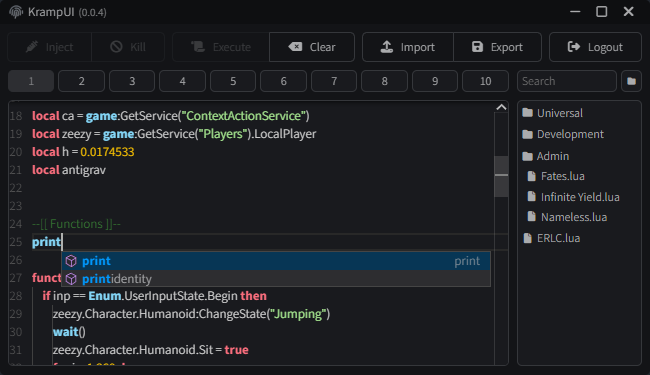 KrampUI (0.0.4)
Inject Kill Execute Clear Import Export Logout
1 2 3 4 5 6 7 8 9 10 Search
18 local ca = game:GetService("ContextActionService")
19 local zeezy = game:GetService("Players").LocalPlayer
20 local h = 0.0174533
21 local antigrav
22
23
24 --[[ Functions ]]--
25 print
26
print print
printidentity
27 funct
28 if inp == Enum.UserInputState.Begin then
29 zeezy.Character.Humanoid:ChangeState("Jumping")
30 wait()
31 zeezy.Character.Humanoid.Sit = true
Universal
Development
Admin
Fates.lua
Infinite Yield.lua
Nameless.lua
ERLC.lua